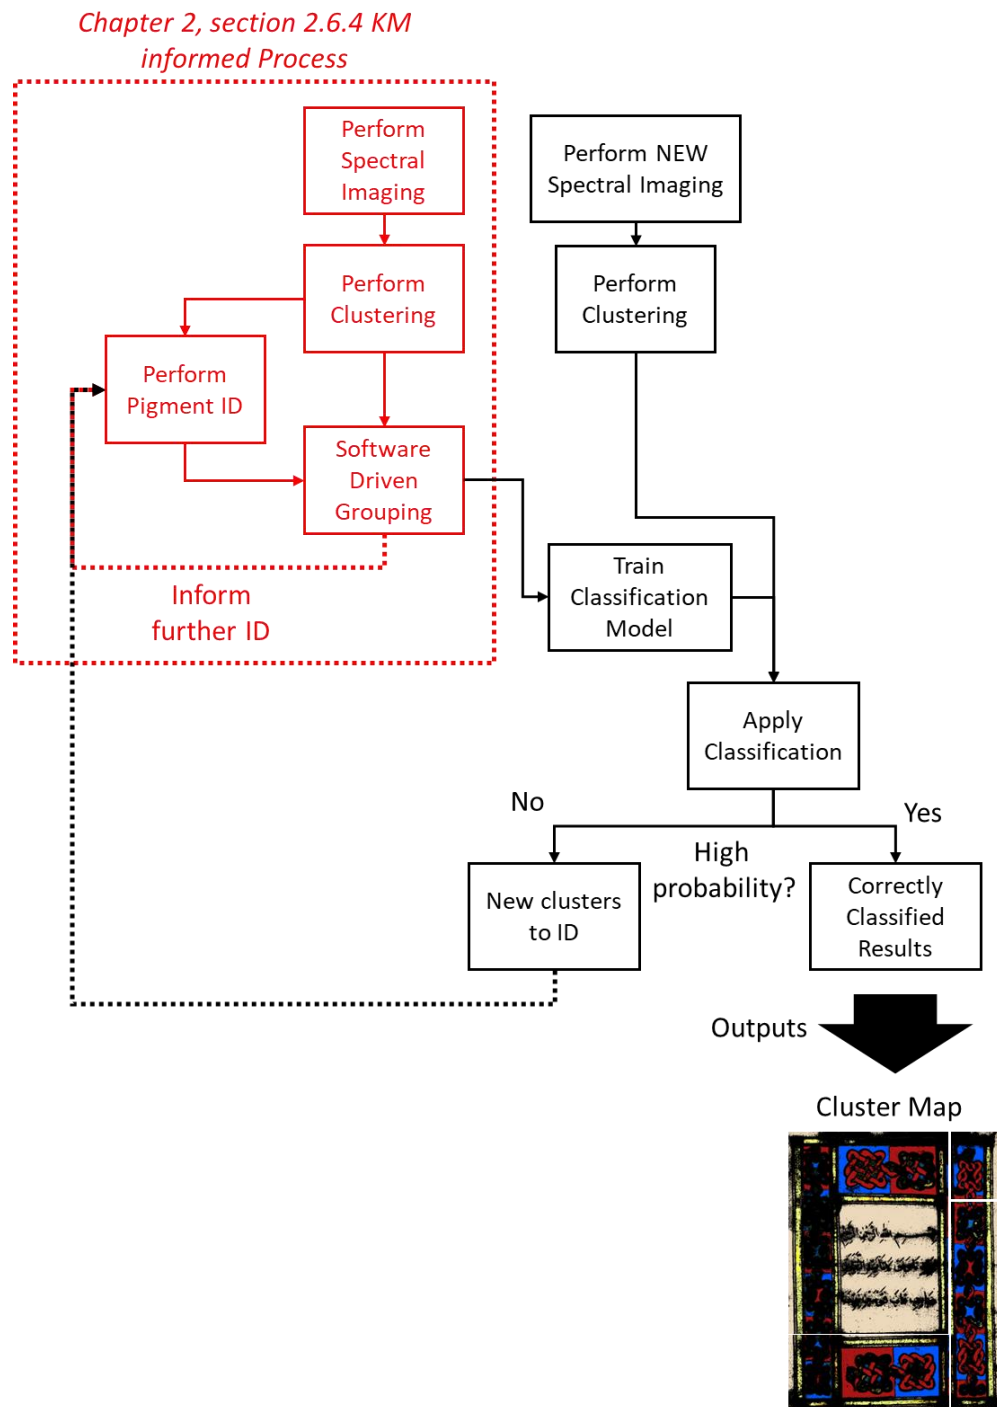 Chapter 2, section 2.6.4 KM
informed Process
Perform
Spectral
Imaging
Perform
Clustering
Perform
Pigment ID
Software
Driven
Grouping
Inform
further ID
Perform NEW
Spectral Imaging
Perform
Clustering
Train
Classification
Model
Apply
Classification
No
Yes
High
probability?
New clusters
to ID
Correctly
Classified
Results
Outputs
Cluster Map